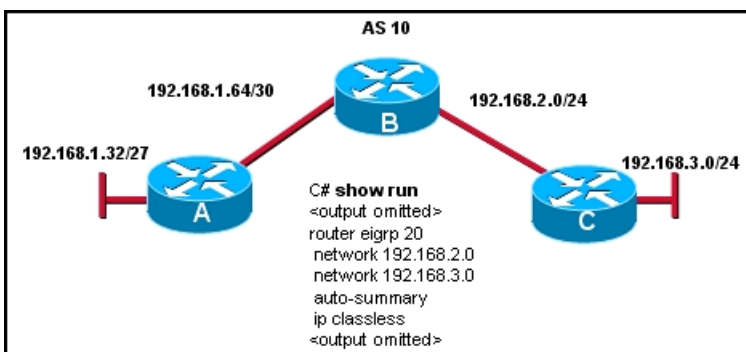 AS 10
192.168.1.64/30
192.168.2.0/24
B
192.168.1.32/27
192.168.3.0/24
A
C
C# show run
<output omitted>
router eigrp 20
network 192.168.2.0
network 192.168.3.0
auto-summary
ip classless
<output omitted>